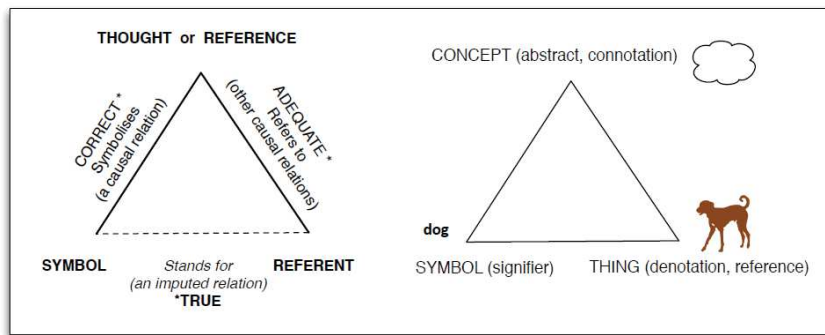 THOUGHT or REFERENCE
CORRECT *
Symbolises
(a causal relation)
ADEQUATE *
Refers to
(other causal relations)
SYMBOL
Stands for
(an imputed relation)
*TRUE
REFERENT
CONCEPT (abstract, connotation)
dog
SYMBOL (signifier)
THING (denotation, reference)